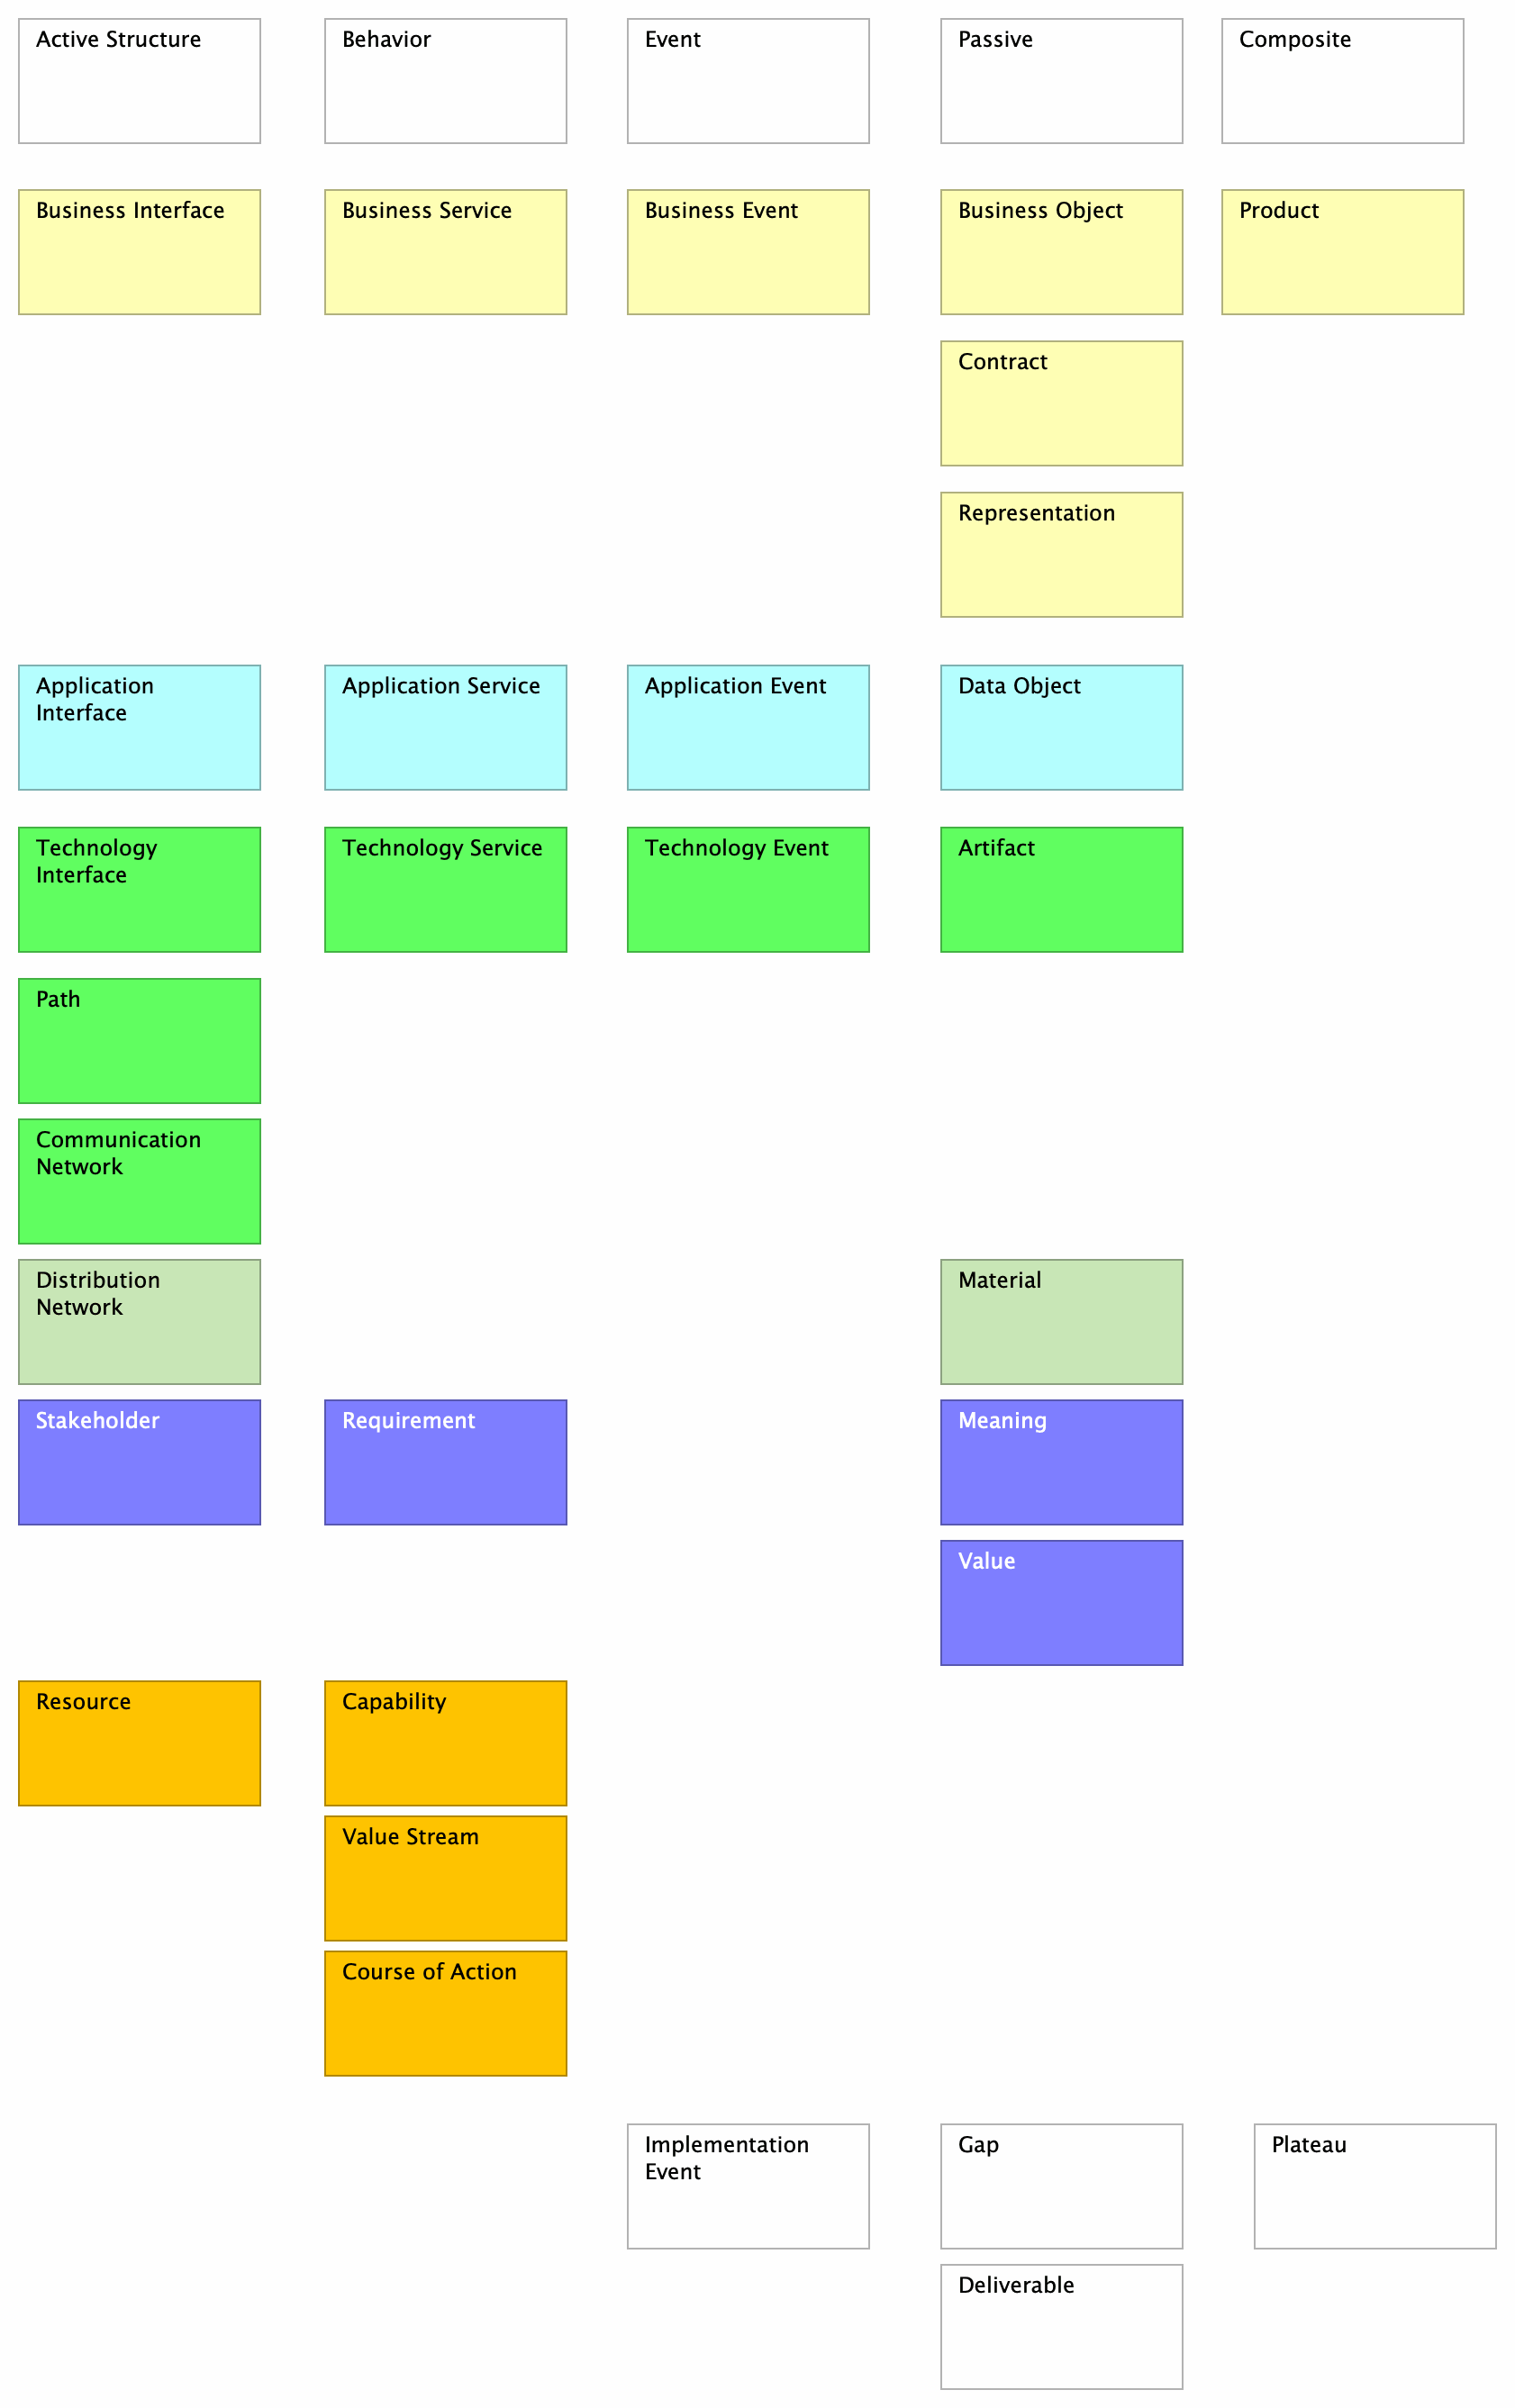 Active Structure
Behavior
Event
Passive
Composite
Business Interface
Business Service
Business Event
Business Object
Product
Contract
Representation
Application
Interface
Application Service
Application Event
Data Object
Technology
Interface
Technology Service
Technology Event
Artifact
Path
Communication
Network
Distribution
Network
Material
Stakeholder
Requirement
Meaning
Value
Resource
Capability
Value Stream
Course of Action
Implementation
Event
Gap
Plateau
Deliverable